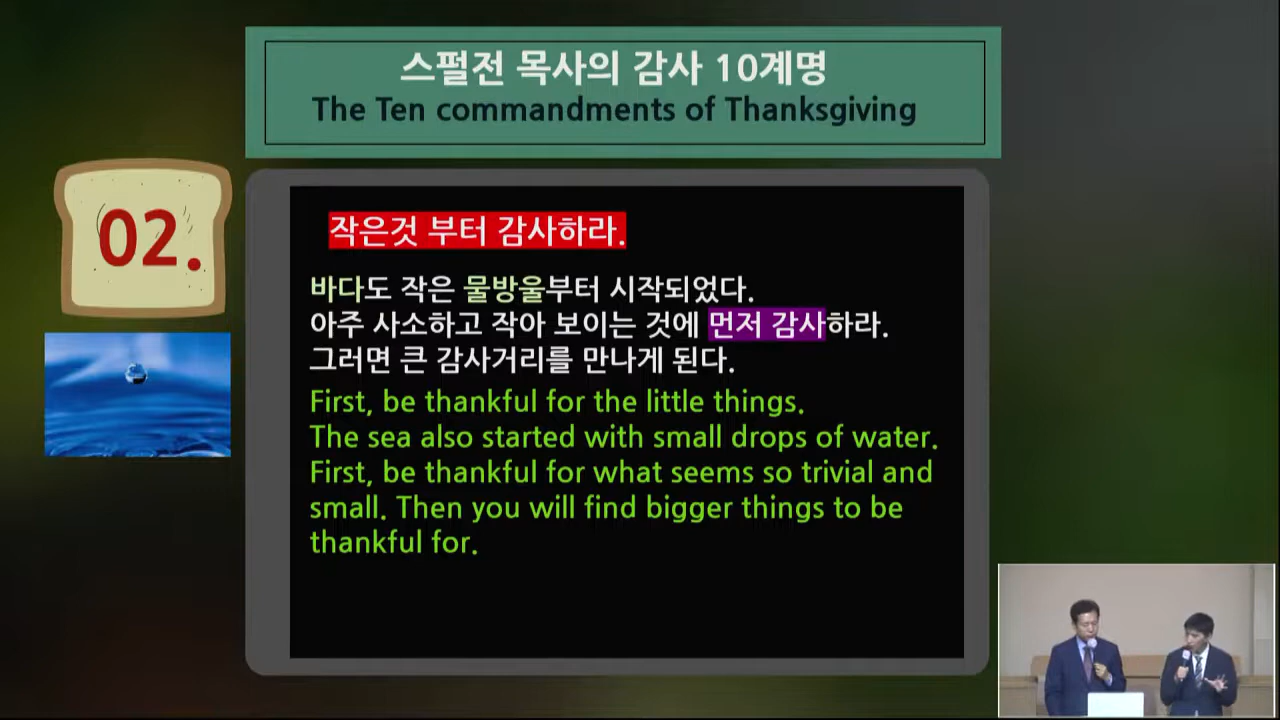 스펄전 목사의 감사 10계명
The Ten commandments of Thanksgiving
02.
작은것 부터 감사하라.
바다도 작은 물방울부터 시작되었다.
아주 사소하고 작아 보이는 것에 먼저 감사하라.
그러면 큰 감사거리를 만나게 된다.
First, be thankful for the little things.
The sea also started with small drops of water.
First, be thankful for what seems so trivial and
small. Then you will find bigger things to be
thankful for.